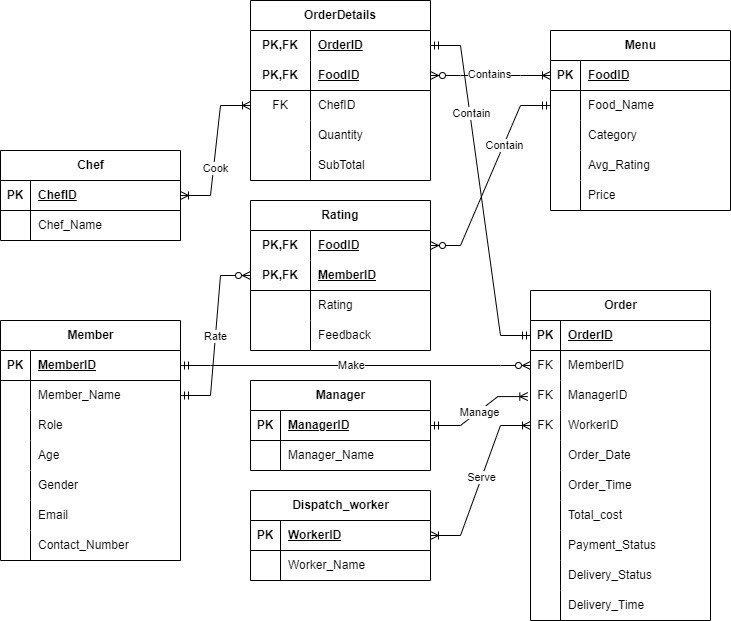 OrderDetails
PK,FK OrderID
PK,FK FoodID
FK ChefID
Quantity
SubTotal
Menu
PK FoodID
Food_Name
Category
Avg_Rating
Price
Contains
Contain
Contain
Cook
Chef
PK ChefID
Chef_Name
Rating
PK,FK FoodID
PK,FK MemberID
Rating
Feedback
Rate
Member
PK MemberID
Member_Name
Role
Age
Gender
Email
Contact_Number
Make
Manager
PK ManagerID
Manager_Name
Manage
Dispatch_worker
PK WorkerID
Worker_Name
Serve
Order
PK OrderID
FK MemberID
FK ManagerID
FK WorkerID
Order_Date
Order_Time
Total_cost
Payment_Status
Delivery_Status
Delivery_Time